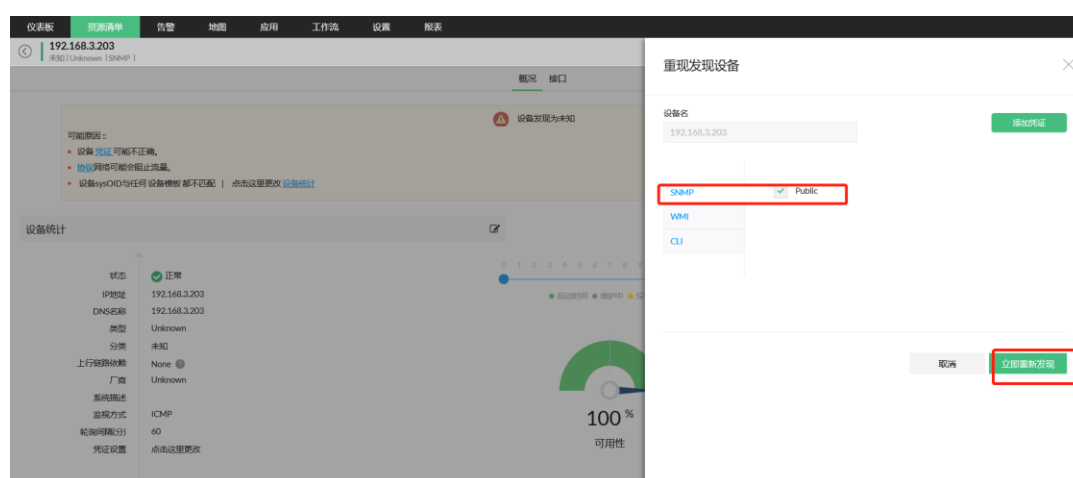 仪表板 资源清单 告警 地图 应用 工作流 设置 报表
192.168.3.203
未知 | Unknown | SNMP |
概况 接口
设备发现为未知
可能原因 ::
设备 凭证 可能不正确。
协议网络可能会阻止流量。
设备sysOID与任何 设备模板 都不匹配 | 点击这里更改 设备统计
设备统计
状态 正常
IP地址 192.168.3.203
DNS名称 192.168.3.203
类型 Unknown
分类 未知
上行链路依赖 None
厂商 Unknown
系统描述
监视方式 ICMP
轮询间隔(分) 60
凭证设置 点击这里更改
0 1 2 3 4 5 6 7 8 9
启动时间 维护中
100 %
可用性
重现发现设备
设备名
192.168.3.203
添加凭证
SNMP Public
WMI
CLI
取消 立即重新发现